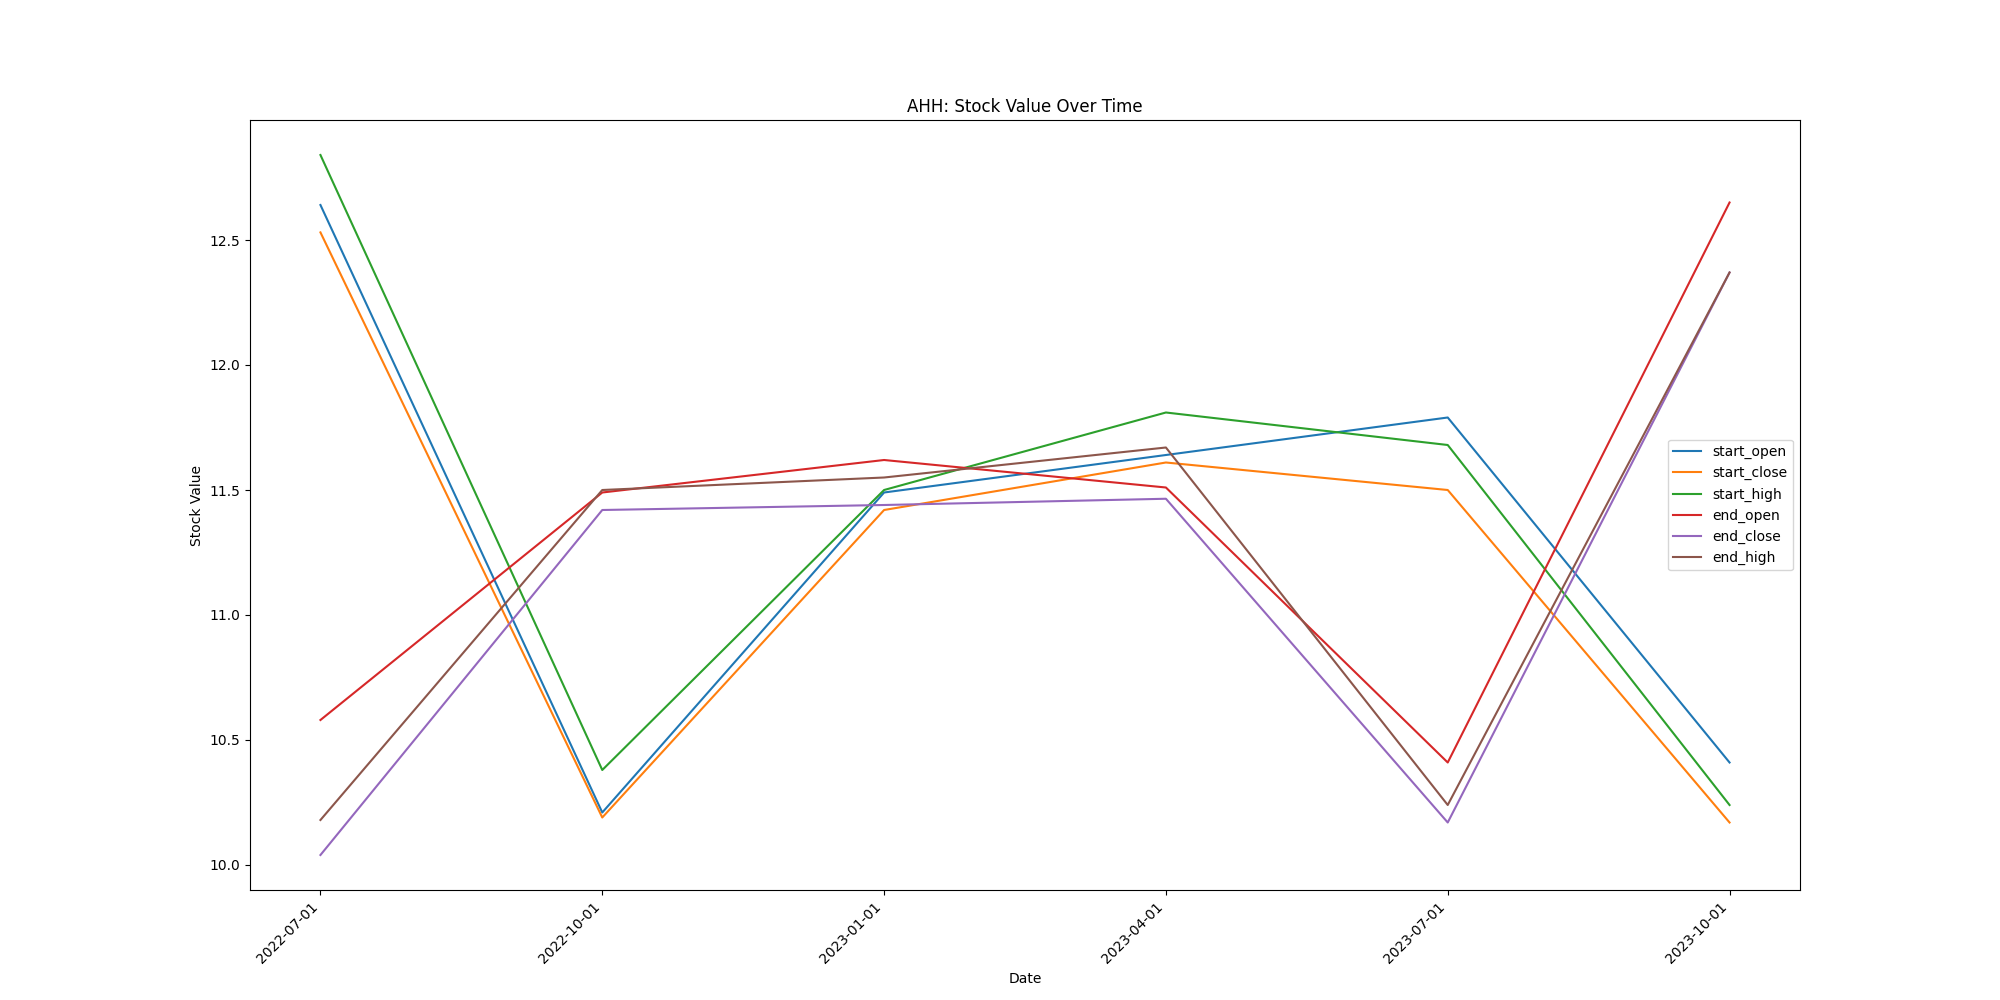 AHH: Stock Value Over Time
Stock Value
12.5
12.0
11.5
11.0
10.5
10.0
start_open
start_close
start_high
end_open
end_close
end_high
2022-07-01
2022-10-01
2023-01-01
2023-04-01
2023-07-01
2023-10-01
Date